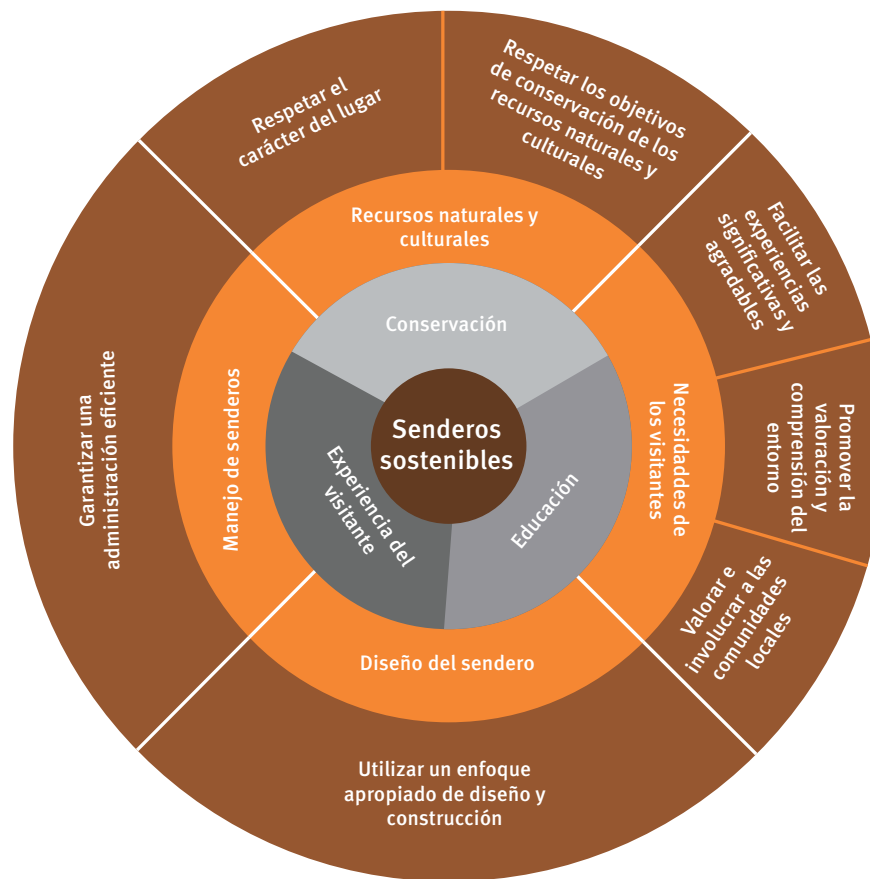 Respetar el
carácter del lugar
Respetar los objetivos
de conservación de los
recursos naturales y
culturales
Facilitar las
experiencias
significativas y
agradables
Promover la
valoración y
comprensión del
entorno
Valorar e
involucrar a las
comunidades
locales
Utilizar un enfoque
apropiado de diseño y
construcción
Garantizar una
administración eficiente
Recursos naturales y
culturales
Necesidaddes de
los visitantes
Diseño del sendero
Manejo de senderos
Conservación
Educación
Experiencia del
visitante
Senderos
sostenibles